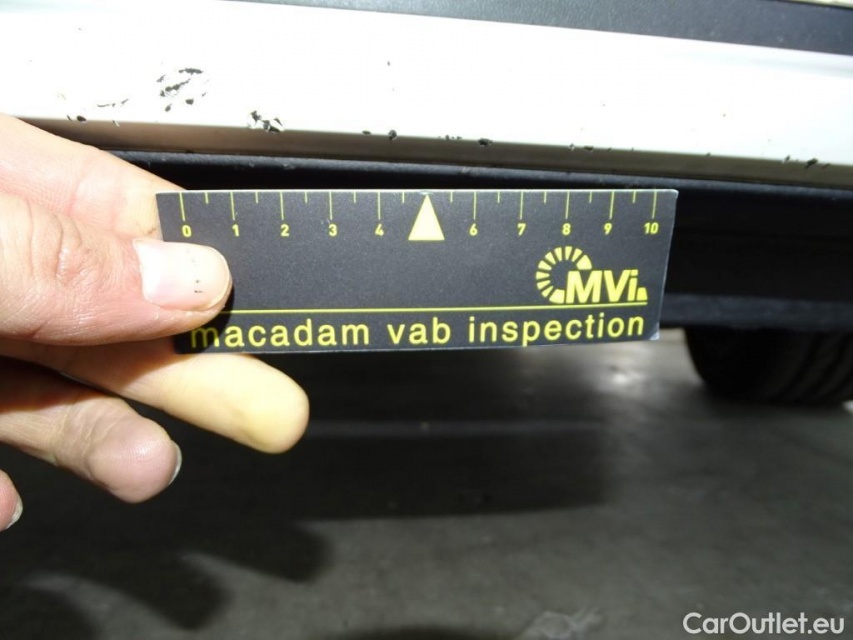 0 1 2 3 4 6 7 8 9 10
MVi
macadam vab inspection
CarOutlet.eu